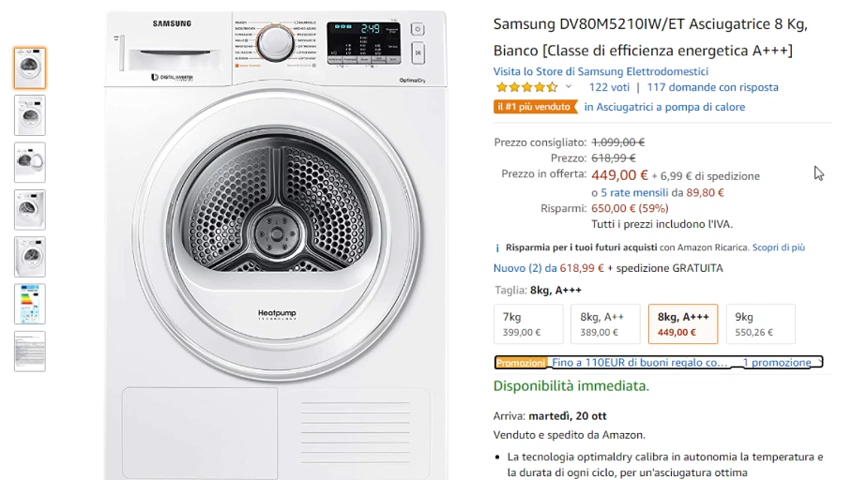 SAMSUNG
2:49
DIGITAL INVERTER
OptimalDry
Heatpump
TECHNOLOGY
Samsung DV80M5210IW/ET Asciugatrice 8 Kg,
Bianco [Classe di efficienza energetica A+++]
Visita lo Store di Samsung Elettrodomestici
122 voti | 117 domande con risposta
il #1 più venduto in Asciugatrici a pompa di calore
Prezzo consigliato: 1.099,00 €
Prezzo: 618,99 €
Prezzo in offerta: 449,00 € + 6,99 € di spedizione
o 5 rate mensili da 89,80 €
Risparmi: 650,00 € (59%)
Tutti i prezzi includono l'IVA.
Risparmia per i tuoi futuri acquisti con Amazon Ricarica. Scopri di più
Nuovo (2) da 618,99 € + spedizione GRATUITA
Taglia: 8kg, A+++
7kg 8kg, A++ 8kg, A+++ 9kg
399,00 € 389,00 € 449,00 € 550,26 €
Promozioni Fino a 110EUR di buoni regalo co... 1 promozione
Disponibilità immediata.
Arriva: martedì, 20 ott
Venduto e spedito da Amazon.
• La tecnologia optimaldry calibra in autonomia la temperatura e
la durata di ogni ciclo, per un'asciugatura ottima